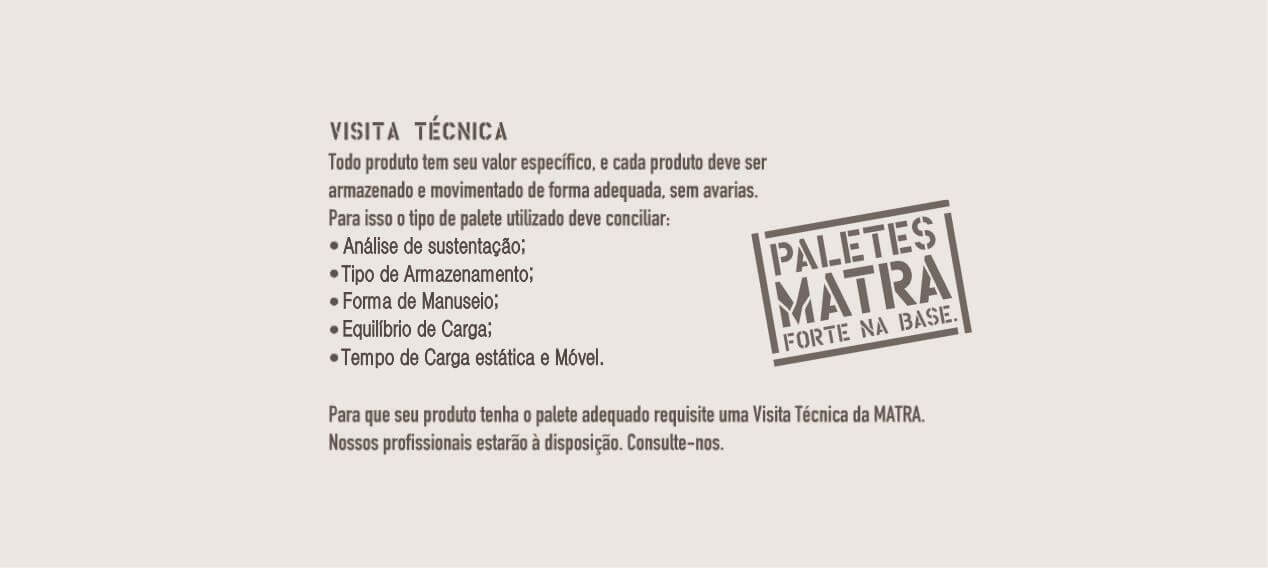 VISITA TÉCNICA
Todo produto tem seu valor específico, e cada produto deve ser
armazenado e movimentado de forma adequada, sem avarias.
Para isso o tipo de palete utilizado deve conciliar:
• Análise de sustentação;
• Tipo de Armazenamento;
• Forma de Manuseio;
• Equilíbrio de Carga;
• Tempo de Carga estática e Móvel.
PALETES
MATRA
FORTE NA BASE.
Para que seu produto tenha o palete adequado requisite uma Visita Técnica da MATRA.
Nossos profissionais estarão à disposição. Consulte-nos.